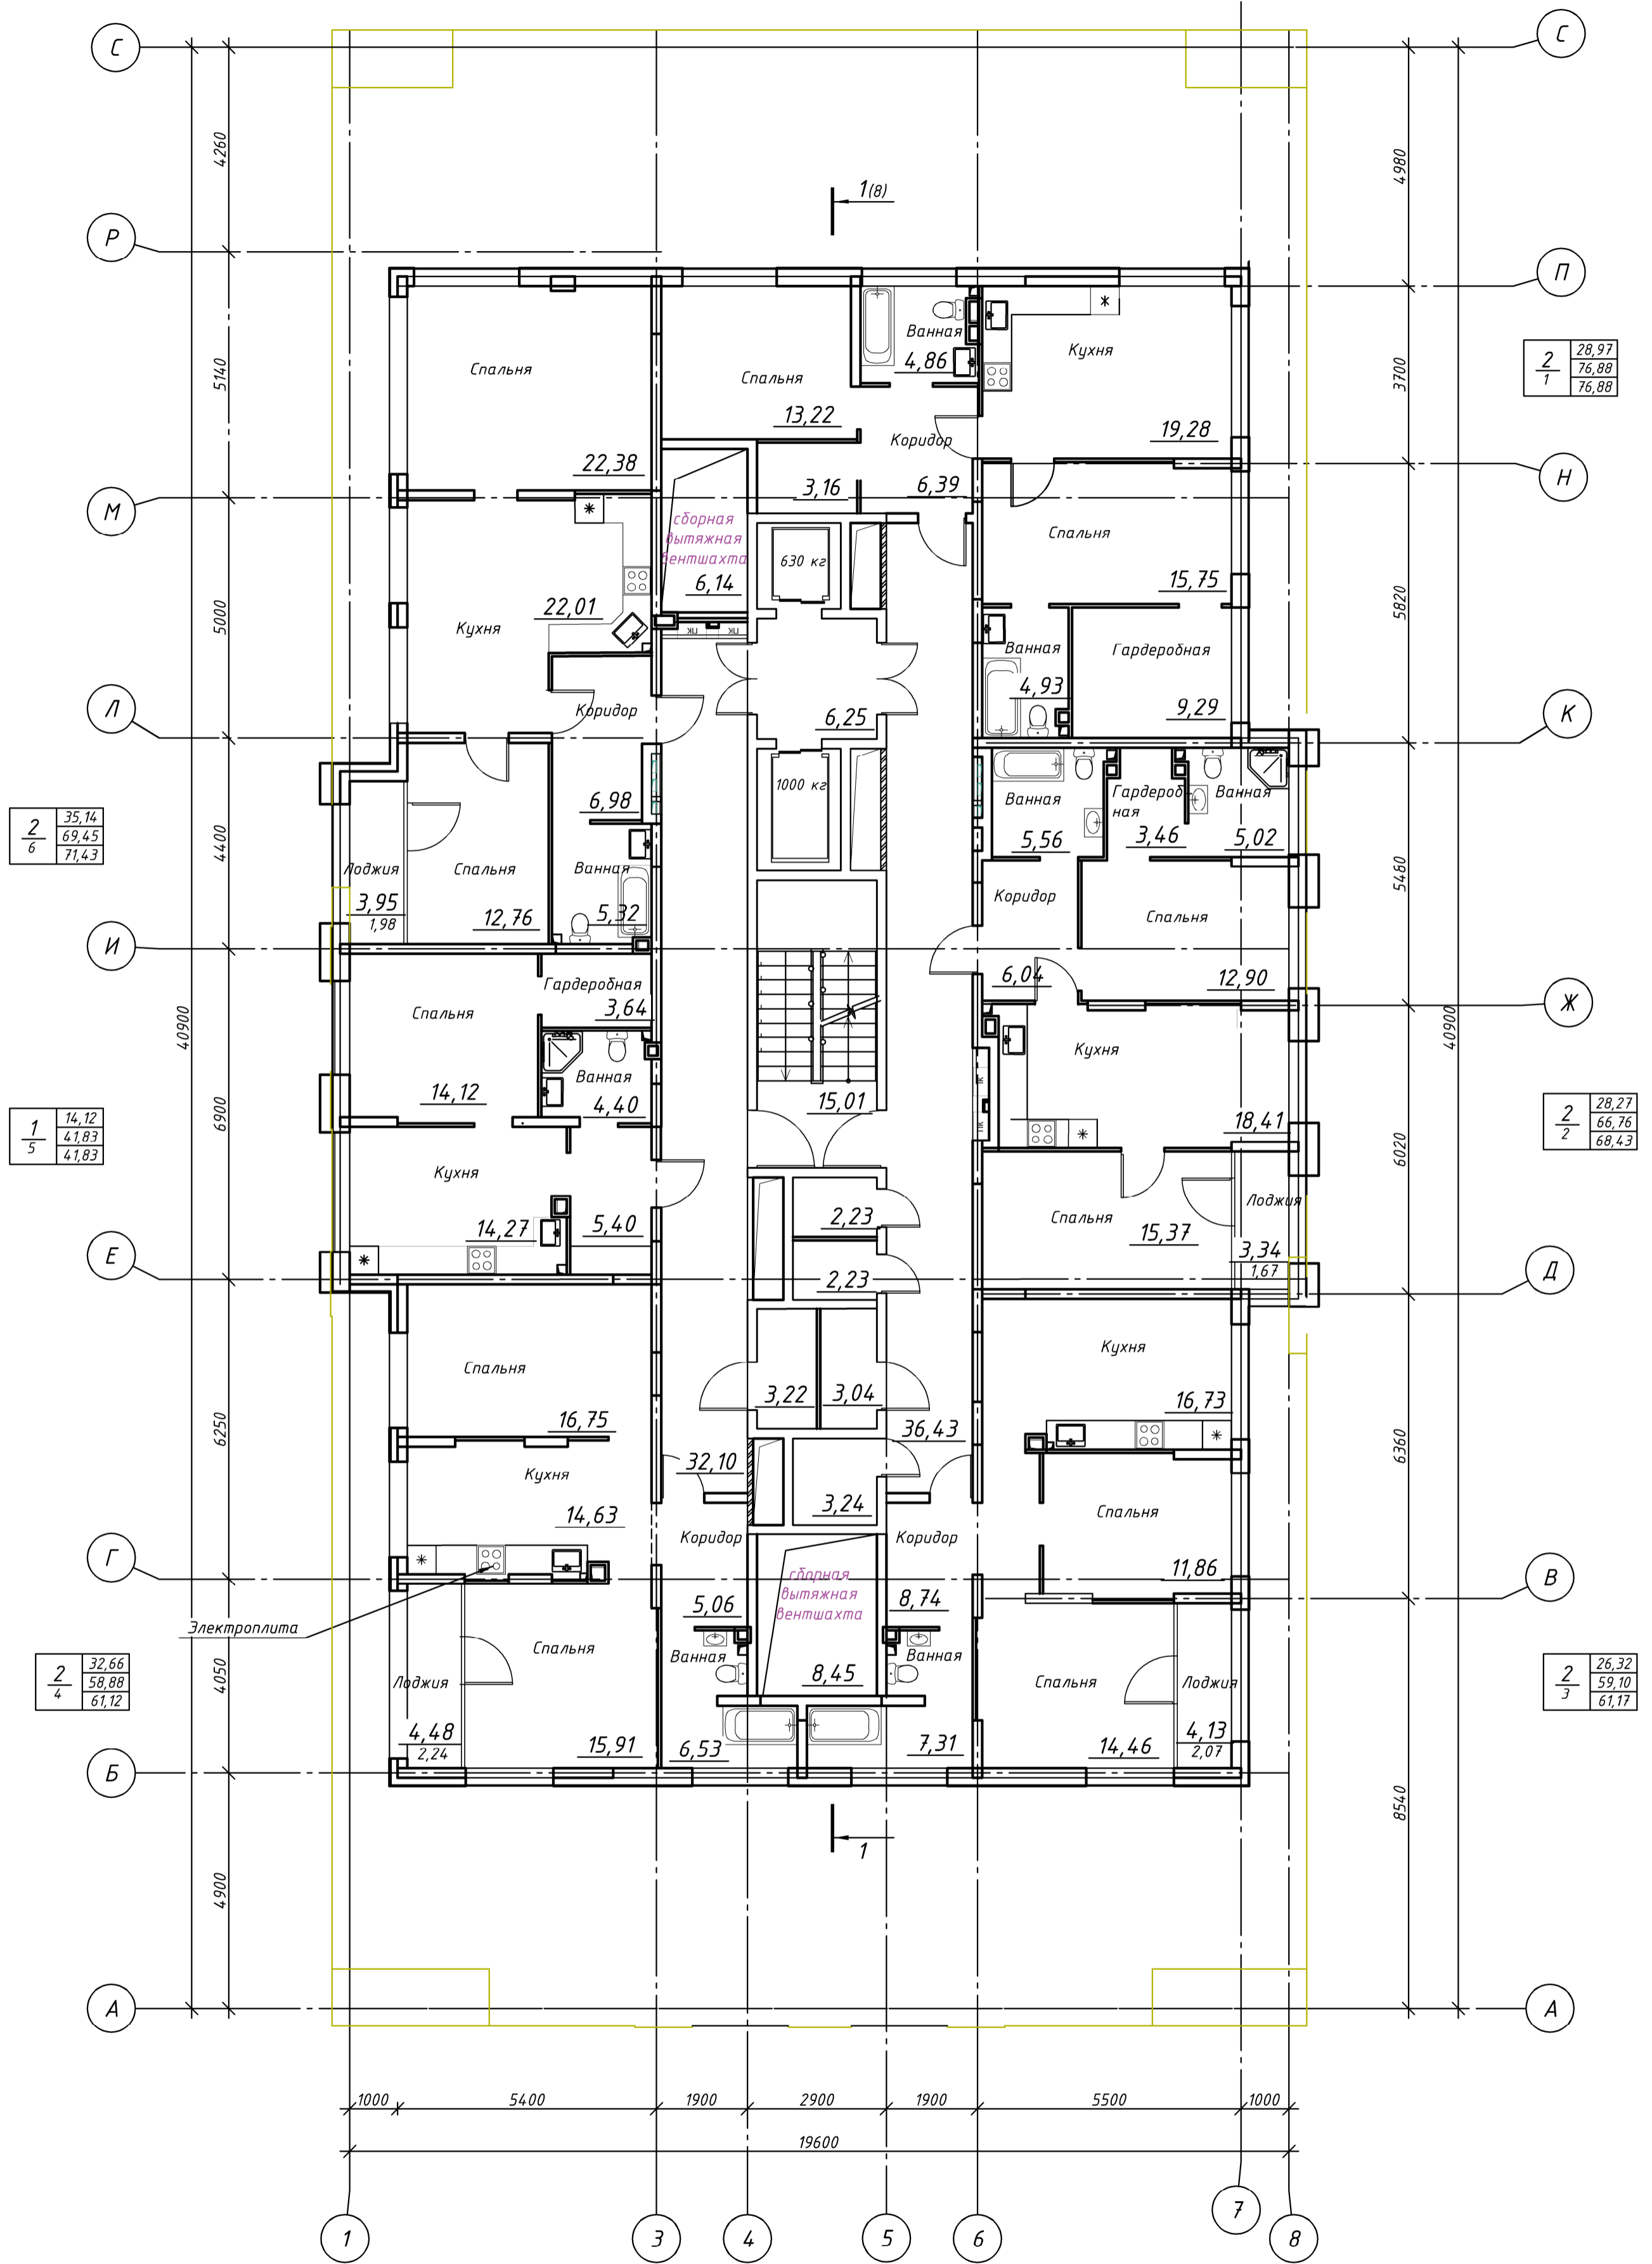 С
С
4260
4980
1(8)
Р
П
5140
3700
Спальня
22,38
Спальня
13,22
Ванная
4,86
Кухня
19,28
2
1
28,97
76,88
76,88
Коридор
3,16
6,39
М
Н
сборная
вытяжная
вентшахта
6,14
630 кг
Спальня
15,75
5000
5820
Кухня
22,01
ПК
ПК
Ванная
4,93
Гардеробная
9,29
Л
К
Коридор
6,25
1000 кг
6,98
Ванная
5,56
Гардероб-
ная
3,46
Ванная
5,02
2
6
35,14
69,45
71,43
4400
5480
Лоджия
3,95
1,98
Спальня
12,76
Ванная
5,32
Коридор
6,04
Спальня
12,90
И
Ж
40900
40900
Спальня
14,12
Гардеробная
3,64
Ванная
4,40
15,01
ПК
ПК
Кухня
18,41
1
5
14,12
41,83
41,83
6900
6020
2
2
28,27
66,76
68,43
Кухня
14,27
5,40
2,23
2,23
Спальня
15,37
Лоджия
3,34
1,67
Е
Д
Спальня
16,75
3,22
3,04
36,43
Кухня
16,73
6250
6360
Кухня
14,63
32,10
3,24
Спальня
11,86
Коридор
5,06
Коридор
8,74
сборная
вытяжная
вентшахта
8,45
Г
В
Электроплита
2
4
32,66
58,88
61,12
4050
8540
Лоджия
4,48
2,24
Спальня
15,91
Ванная
6,53
Ванная
7,31
Спальня
14,46
Лоджия
4,13
2,07
2
3
26,32
59,10
61,17
Б
1
4900
А
А
1000
5400
1900
2900
1900
5500
1000
19600
1
3
4
5
6
7
8